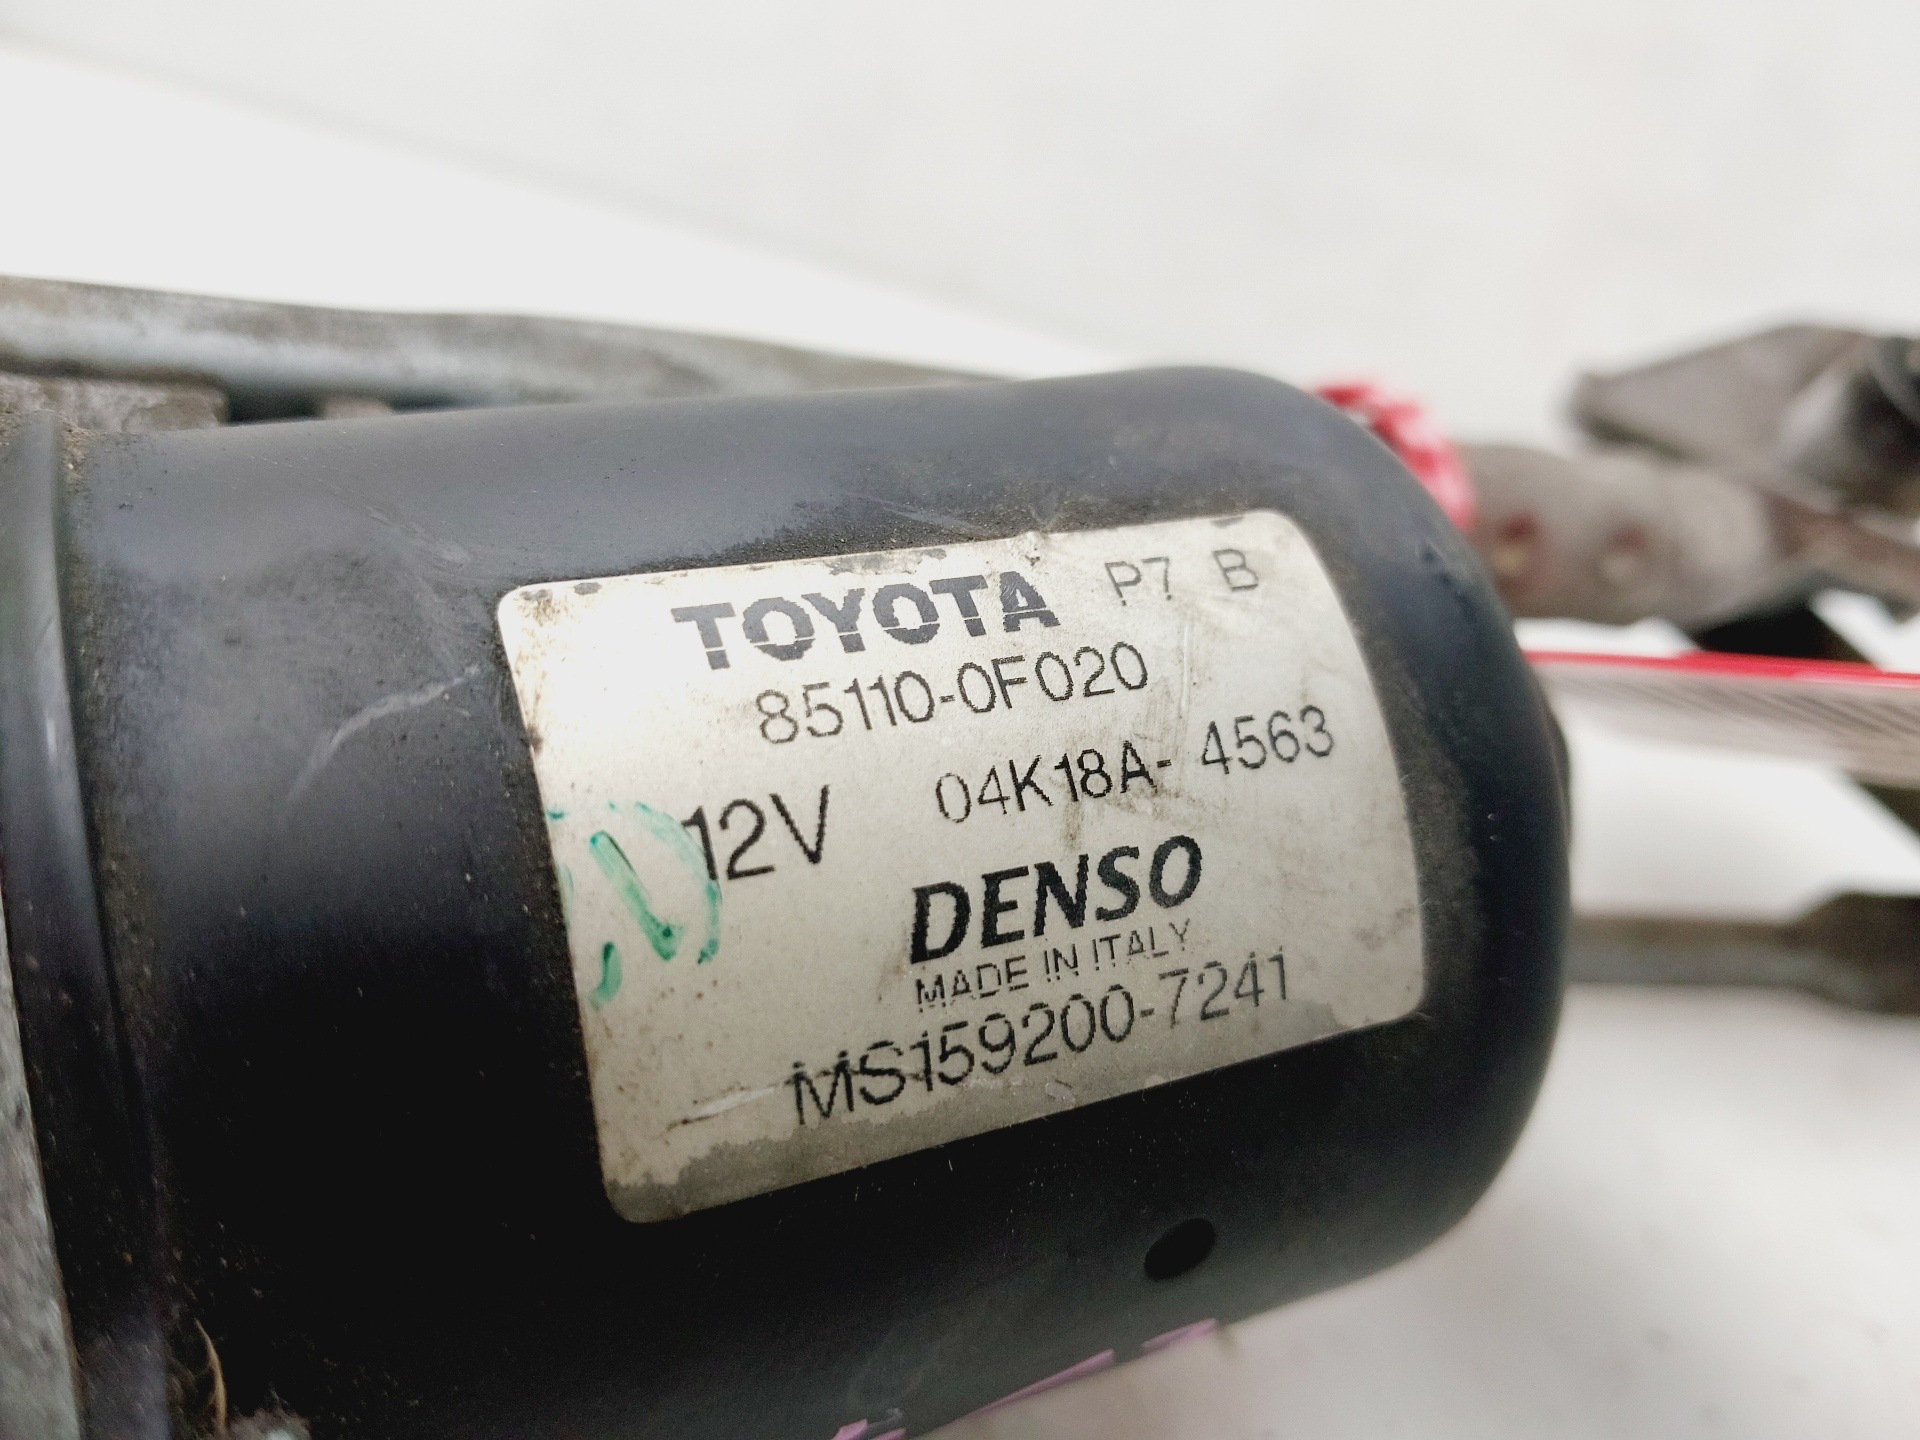 TOYOTA P7 B
85110-0F020
12V 04K18A-4563
DENSO
MADE IN ITALY
MS159200-7241